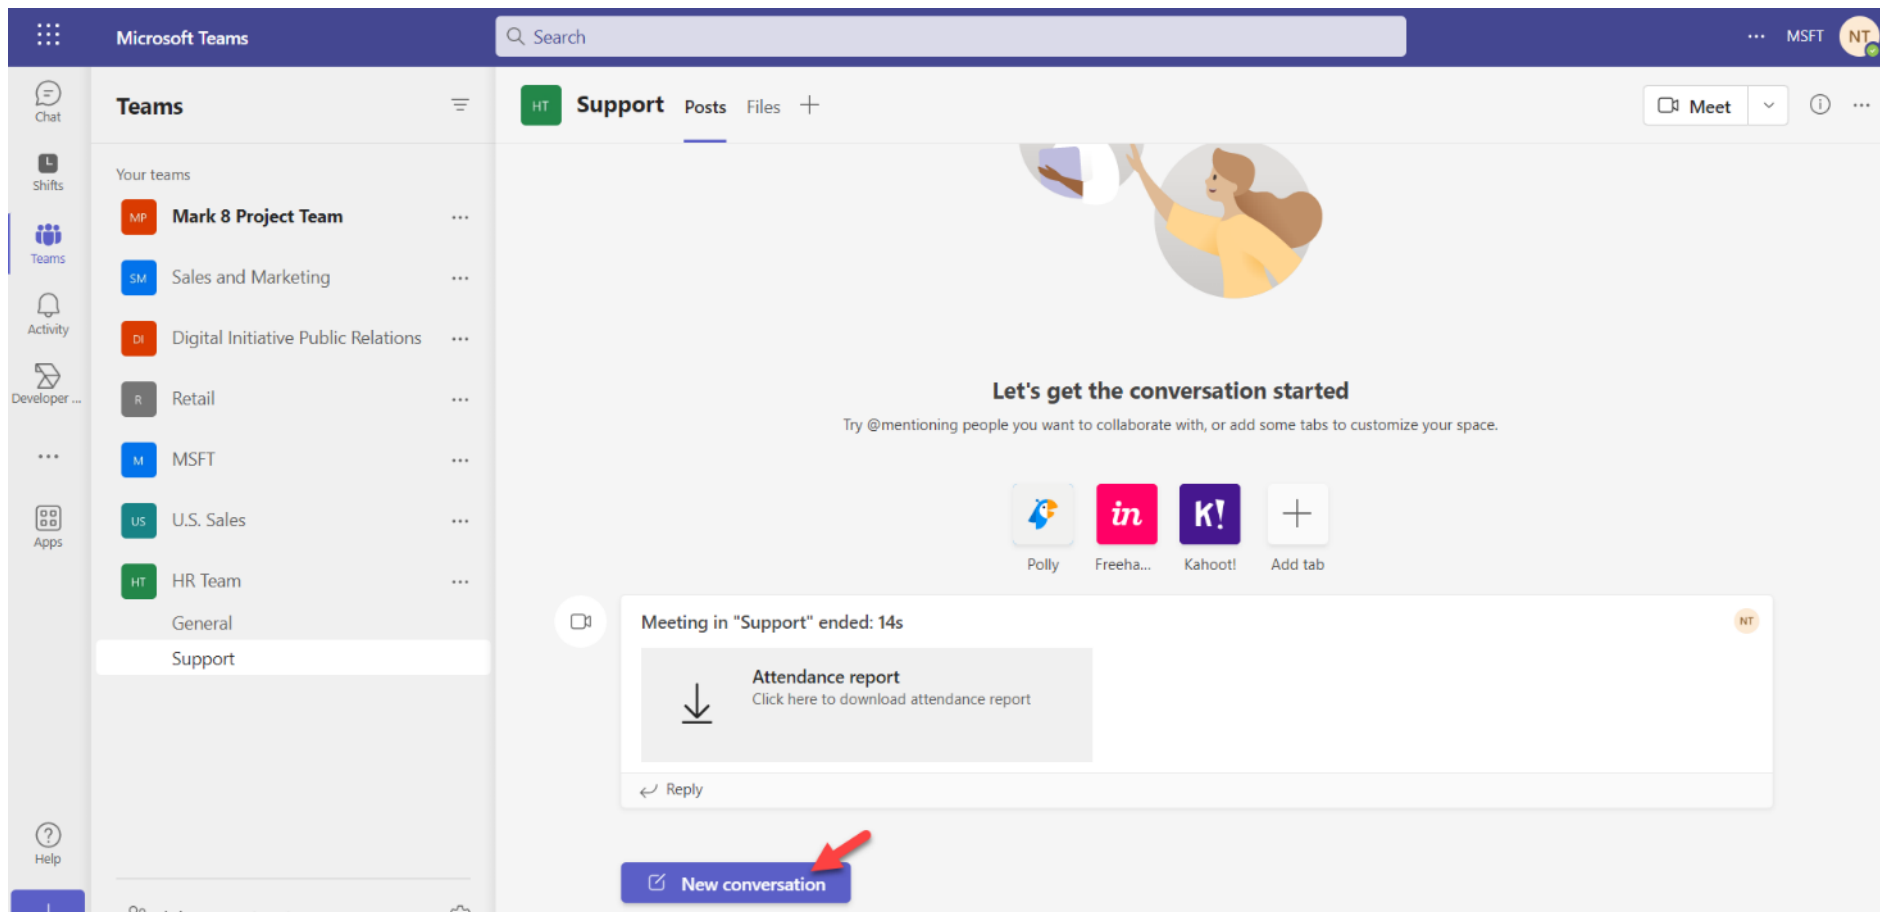 Microsoft Teams
Search
MSFT
NT
Chat
Shifts
Teams
Activity
Developer ...
Apps
Help
Teams
Your teams
MP Mark 8 Project Team
SM Sales and Marketing
DI Digital Initiative Public Relations
R Retail
M MSFT
US U.S. Sales
HT HR Team
General
Support
HT Support Posts Files
Meet
Let's get the conversation started
Try @mentioning people you want to collaborate with, or add some tabs to customize your space.
in K!
Polly Freeha... Kahoot! Add tab
Meeting in "Support" ended: 14s
NT
Attendance report
Click here to download attendance report
Reply
New conversation